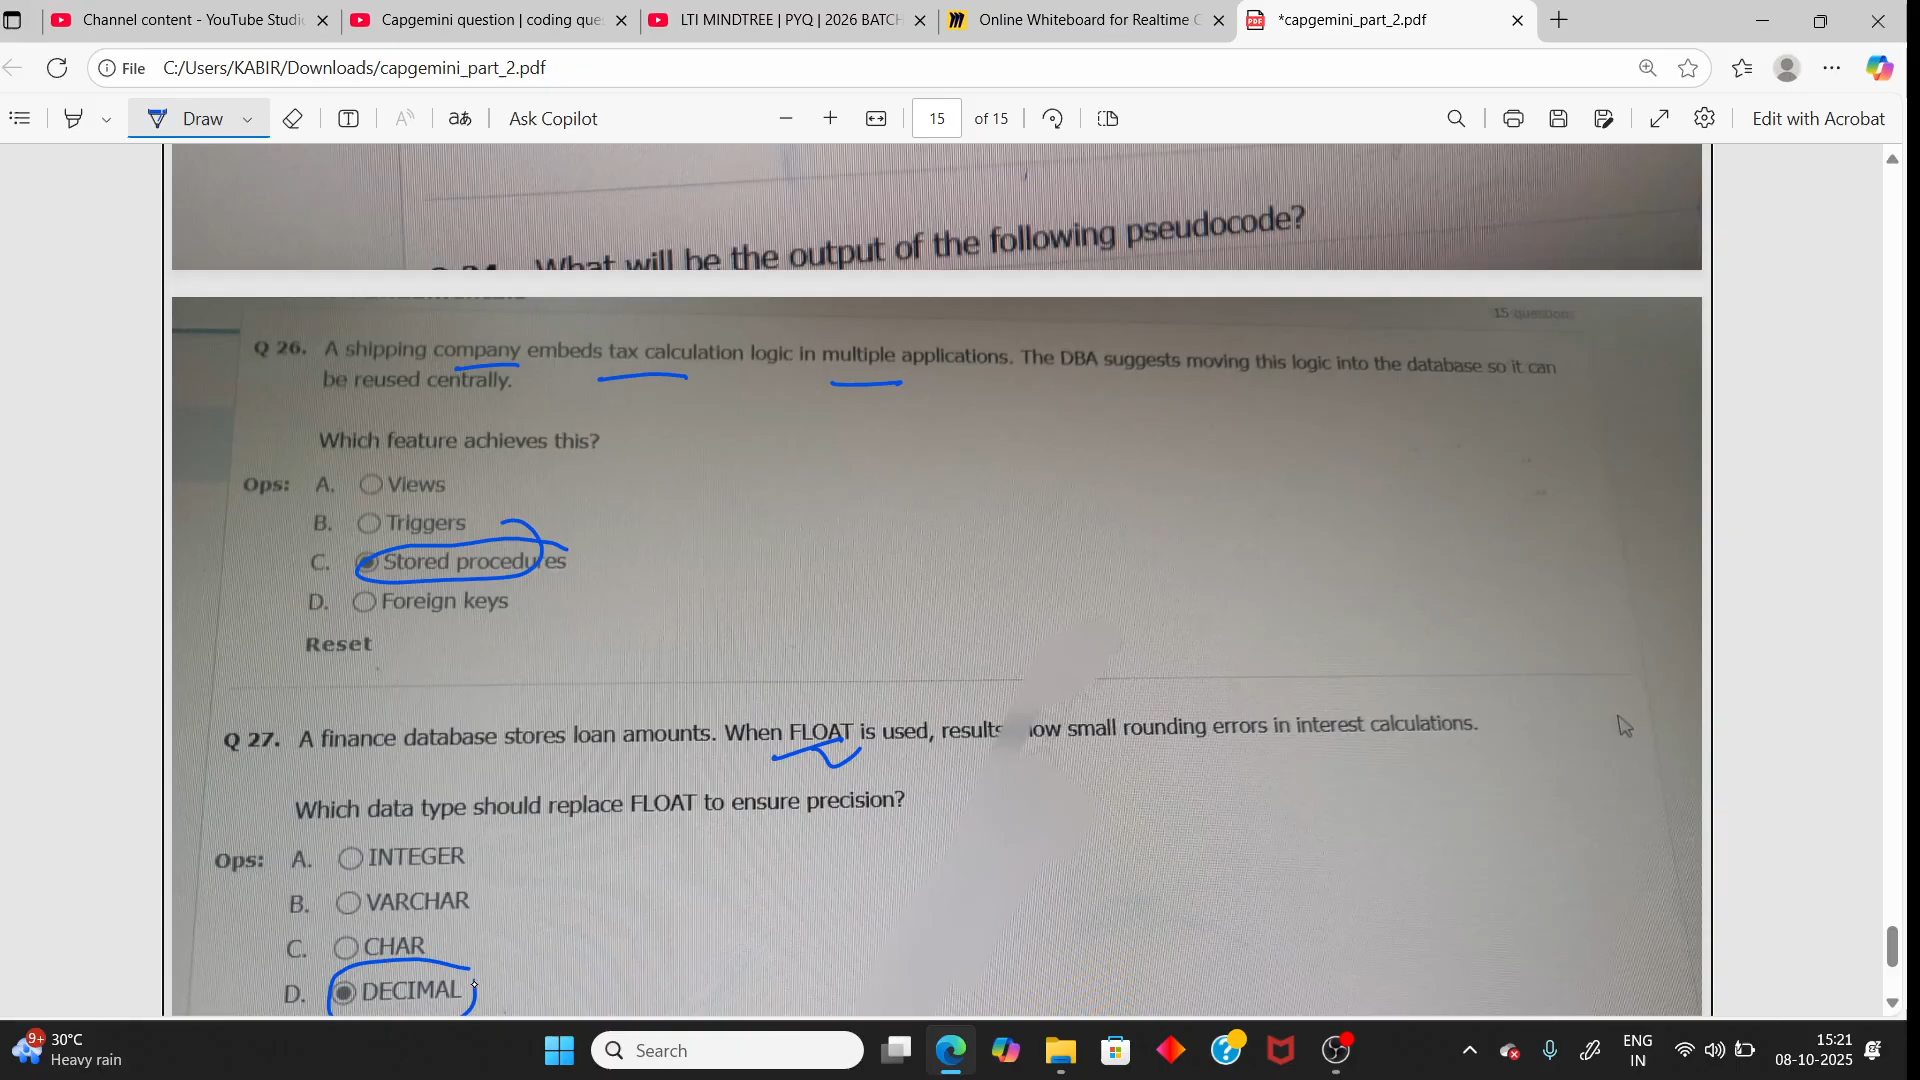 Channel content - YouTube Studi
Capgemini question | coding que
LTI MINDTREE | PYQ | 2026 BATCH
Online Whiteboard for Realtime C
*capgemini_part_2.pdf
File
C:/Users/KABIR/Downloads/capgemini_part_2.pdf
Draw
Ask Copilot
15
of 15
Edit with Acrobat
What will be the output of the following pseudocode?
15 questions
Q 26. A shipping company embeds tax calculation logic in multiple applications. The DBA suggests moving this logic into the database so it can
be reused centrally.
Which feature achieves this?
Ops: A. Views
B. Triggers
C. Stored procedures
D. Foreign keys
Reset
Q 27. A finance database stores loan amounts. When FLOAT is used, results ow small rounding errors in interest calculations.
Which data type should replace FLOAT to ensure precision?
Ops: A. INTEGER
B. VARCHAR
C. CHAR
D. DECIMAL
9+
30°C
Heavy rain
Search
ENG
IN
15:21
08-10-2025